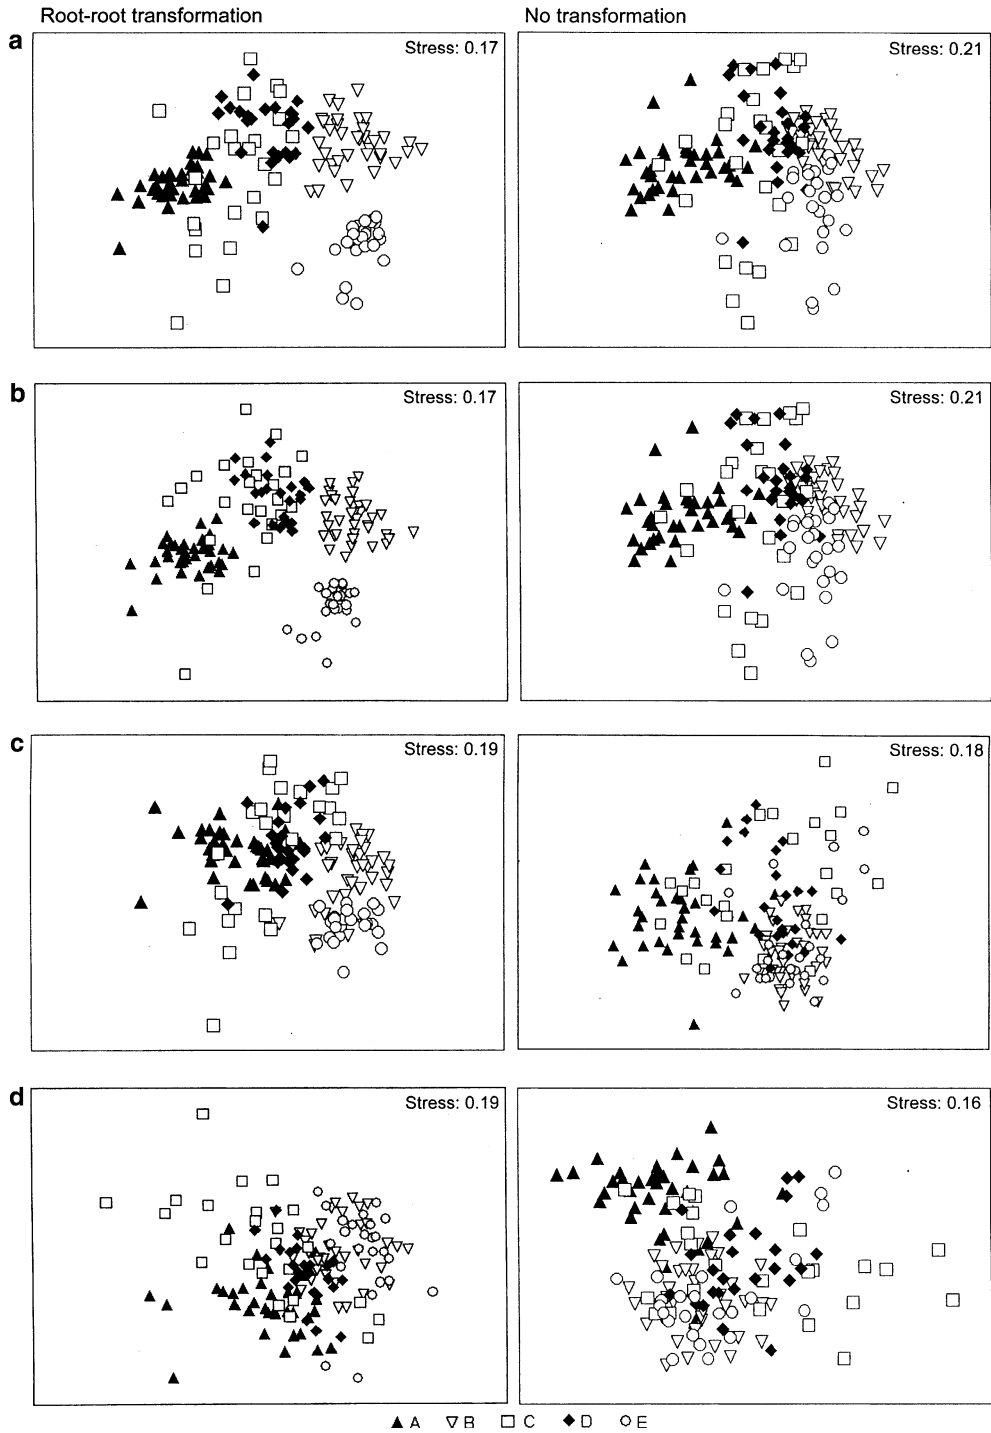 Root-root transformation No transformation
a Stress: 0.17 Stress: 0.21
b Stress: 0.17 Stress: 0.21
c Stress: 0.19 Stress: 0.18
d Stress: 0.19 Stress: 0.16
A B C D E